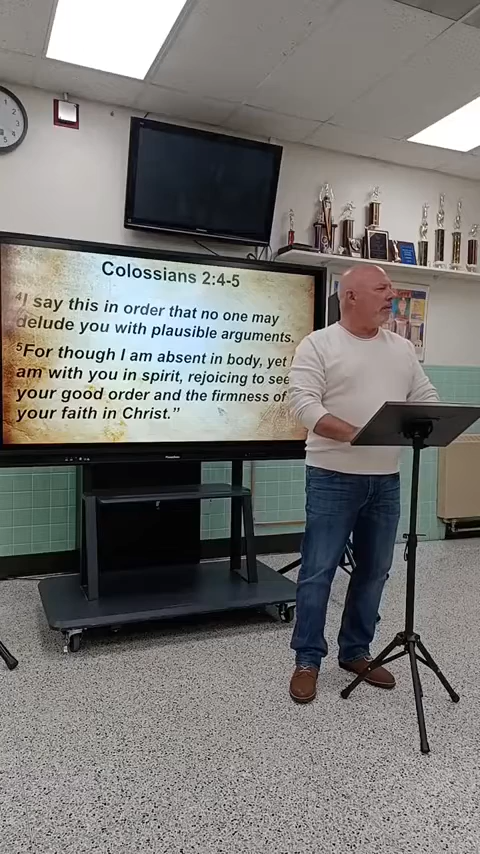 Colossians 2:4-5
⁴I say this in order that no one may
delude you with plausible arguments.
⁵For though I am absent in body, yet I
am with you in spirit, rejoicing to see
your good order and the firmness of
your faith in Christ.”